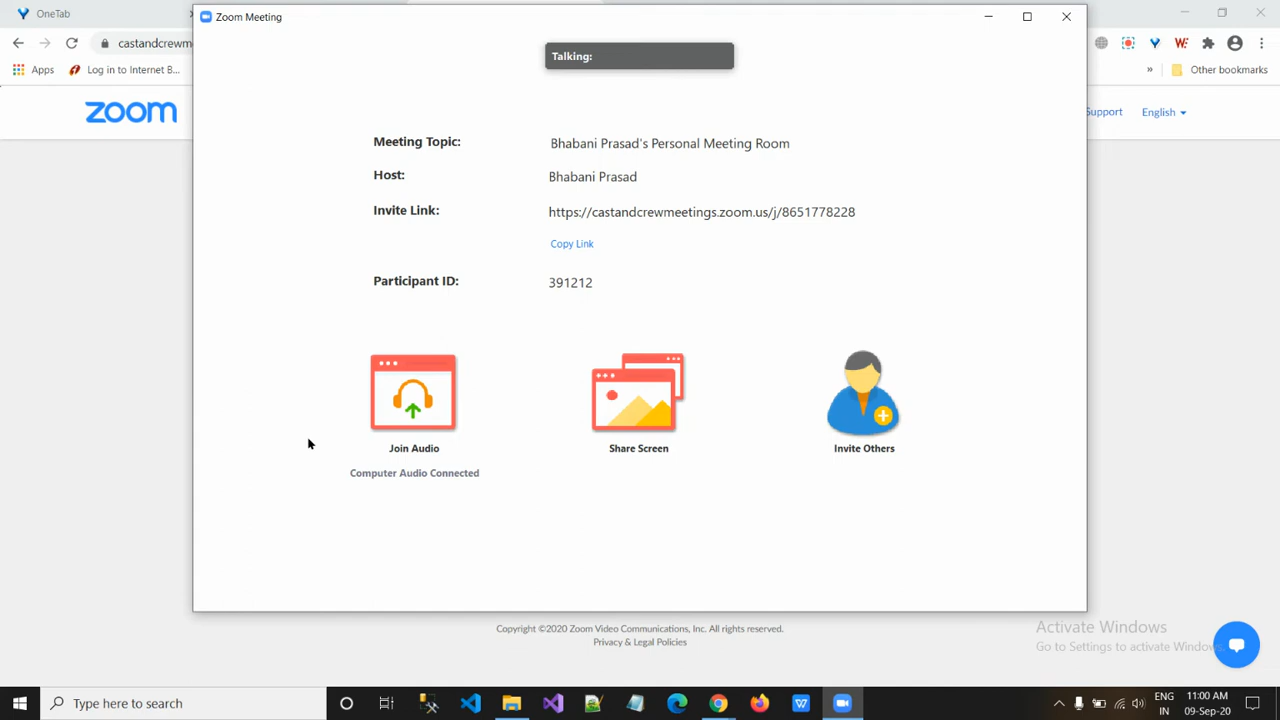 OneTab
Zoom Meeting
castandcrewm
Talking:
Apps
Log in to Internet B...
»
Other bookmarks
zoom
Support
English
Meeting Topic:
Bhabani Prasad's Personal Meeting Room
Host:
Bhabani Prasad
Invite Link:
https://castandcrewmeetings.zoom.us/j/8651778228
Copy Link
Participant ID:
391212
Join Audio
Share Screen
Invite Others
Computer Audio Connected
Copyright ©2020 Zoom Video Communications, Inc. All rights reserved.
Privacy & Legal Policies
Activate Windows
Go to Settings to activate Windows.
Type here to search
ENG
IN
11:00 AM
09-Sep-20